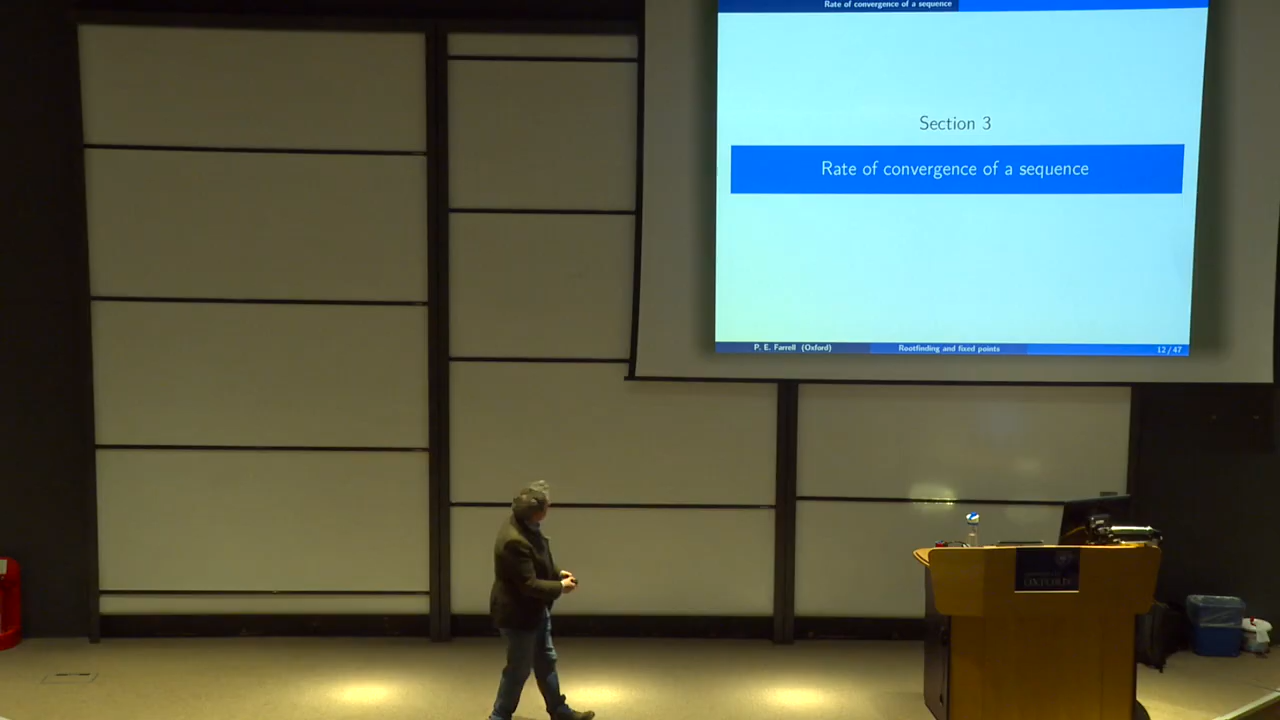 Rate of convergence of a sequence
Section 3
Rate of convergence of a sequence
P. E. Farrell (Oxford)
Rootfinding and fixed points
12 / 47
OXFORD